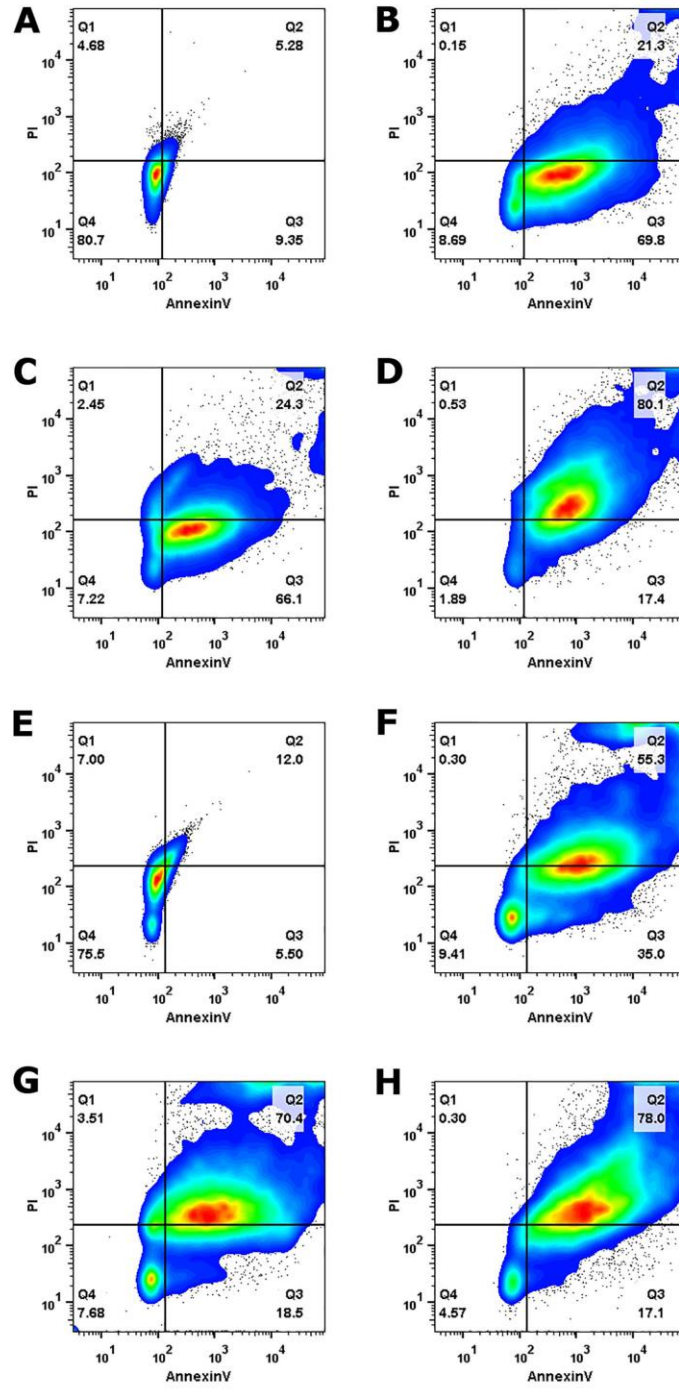 A
Q1
4.68
Q2
5.28
PI
10⁴
10³
10²
10¹
Q4
80.7
Q3
9.35
10¹
10²
10³
10⁴
AnnexinV
B
Q1
0.15
Q2
21.3
PI
10⁴
10³
10²
10¹
Q4
8.69
Q3
69.8
10¹
10²
10³
10⁴
AnnexinV
C
Q1
2.45
Q2
24.3
PI
10⁴
10³
10²
10¹
Q4
7.22
Q3
66.1
10¹
10²
10³
10⁴
AnnexinV
D
Q1
0.53
Q2
80.1
PI
10⁴
10³
10²
10¹
Q4
1.89
Q3
17.4
10¹
10²
10³
10⁴
AnnexinV
E
Q1
7.00
Q2
12.0
PI
10⁴
10³
10²
10¹
Q4
75.5
Q3
5.50
10¹
10²
10³
10⁴
AnnexinV
F
Q1
0.30
Q2
55.3
PI
10⁴
10³
10²
10¹
Q4
9.41
Q3
35.0
10¹
10²
10³
10⁴
AnnexinV
G
Q1
3.51
Q2
70.4
PI
10⁴
10³
10²
10¹
Q4
7.68
Q3
18.5
10¹
10²
10³
10⁴
AnnexinV
H
Q1
0.30
Q2
78.0
PI
10⁴
10³
10²
10¹
Q4
4.57
Q3
17.1
10¹
10²
10³
10⁴
AnnexinV